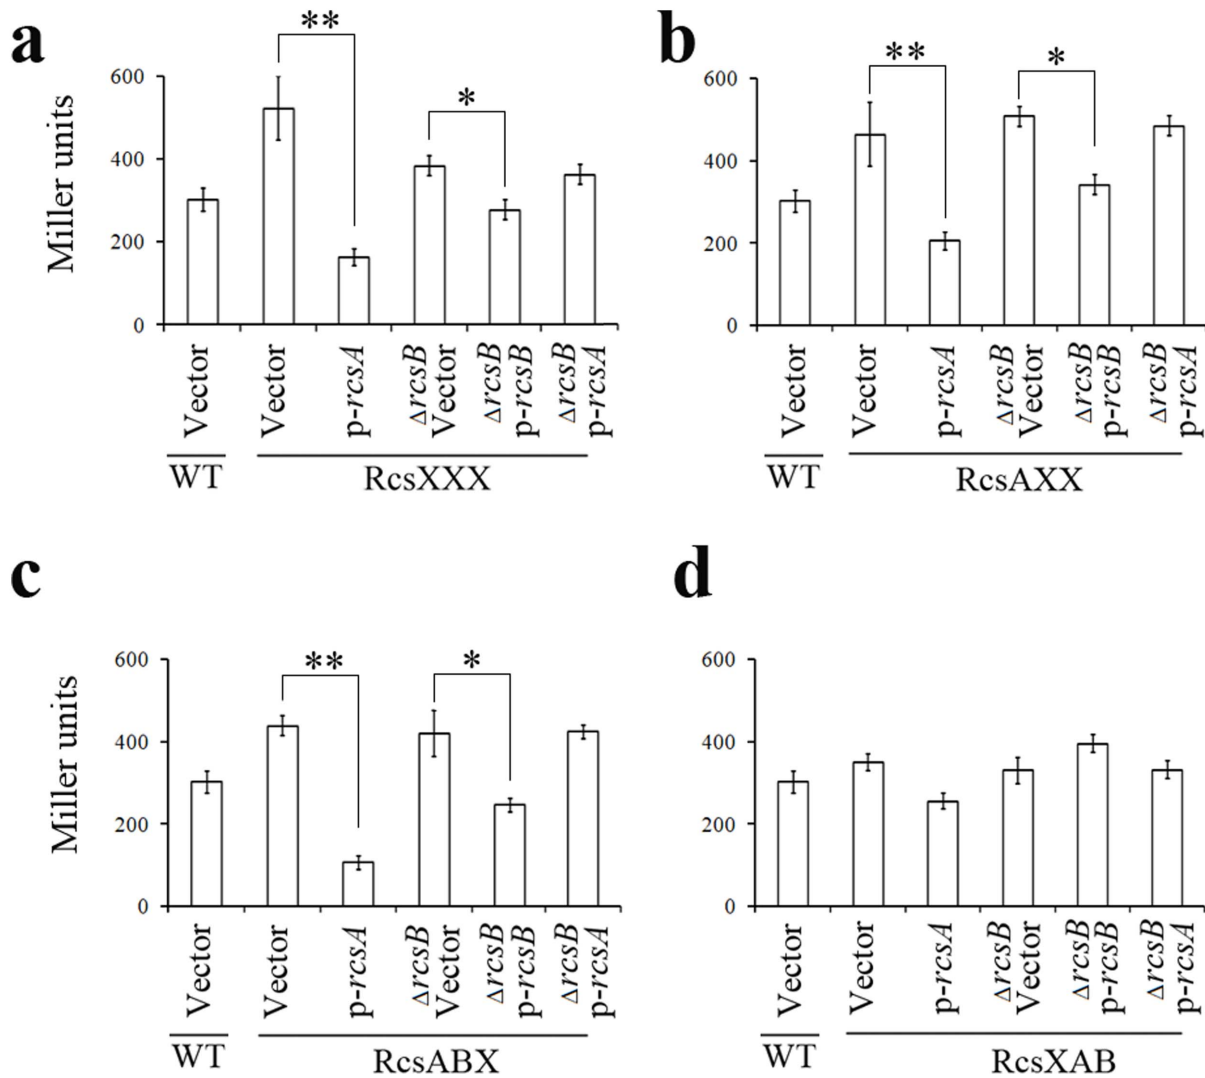 a
**
*
Miller units
600
400
200
0
Vector
Vector
p-rcsA
ΔrcsB
Vector
ΔrcsB
p-rcsB
ΔrcsB
p-rcsA
WT
RcsXXX
b
**
*
600
400
200
0
Vector
Vector
p-rcsA
ΔrcsB
Vector
ΔrcsB
p-rcsB
ΔrcsB
p-rcsA
WT
RcsAXX
c
**
*
Miller units
600
400
200
0
Vector
Vector
p-rcsA
ΔrcsB
Vector
ΔrcsB
p-rcsB
ΔrcsB
p-rcsA
WT
RcsABX
d
600
400
200
0
Vector
Vector
p-rcsA
ΔrcsB
Vector
ΔrcsB
p-rcsB
ΔrcsB
p-rcsA
WT
RcsXAB